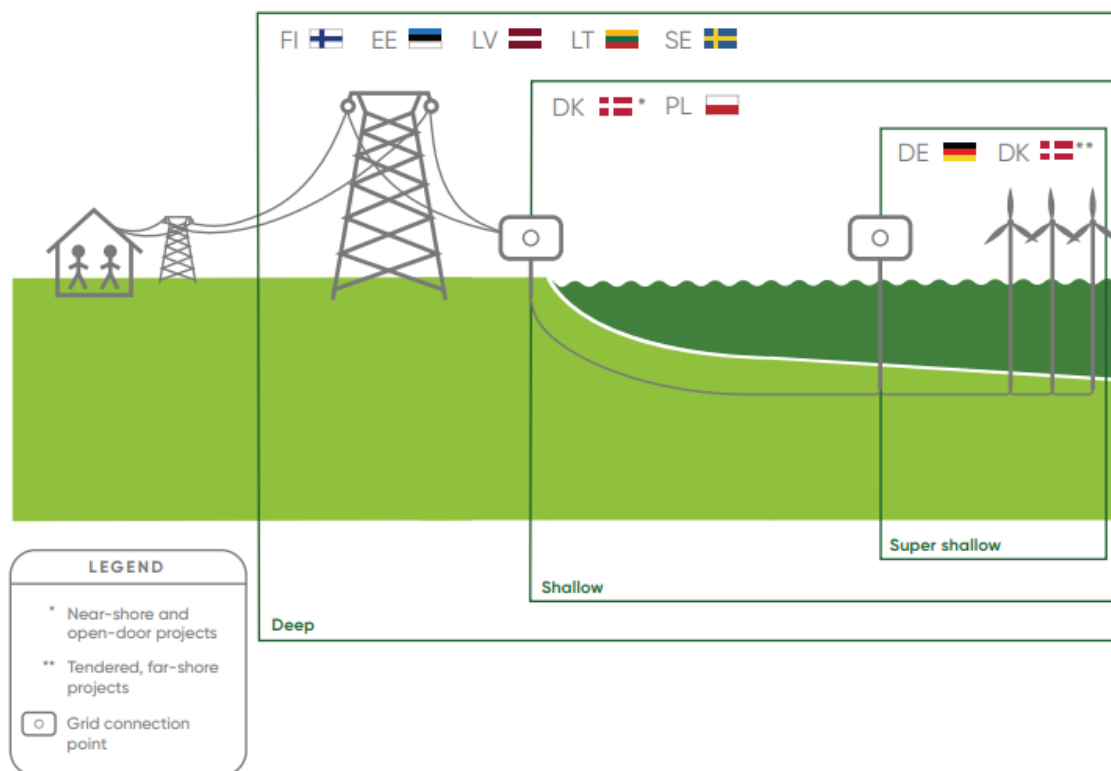 FI EE LV LT SE
DK * PL
DE DK **
Super shallow
Shallow
Deep
LEGEND
* Near-shore and
open-door projects
** Tendered, far-shore
projects
Grid connection
point